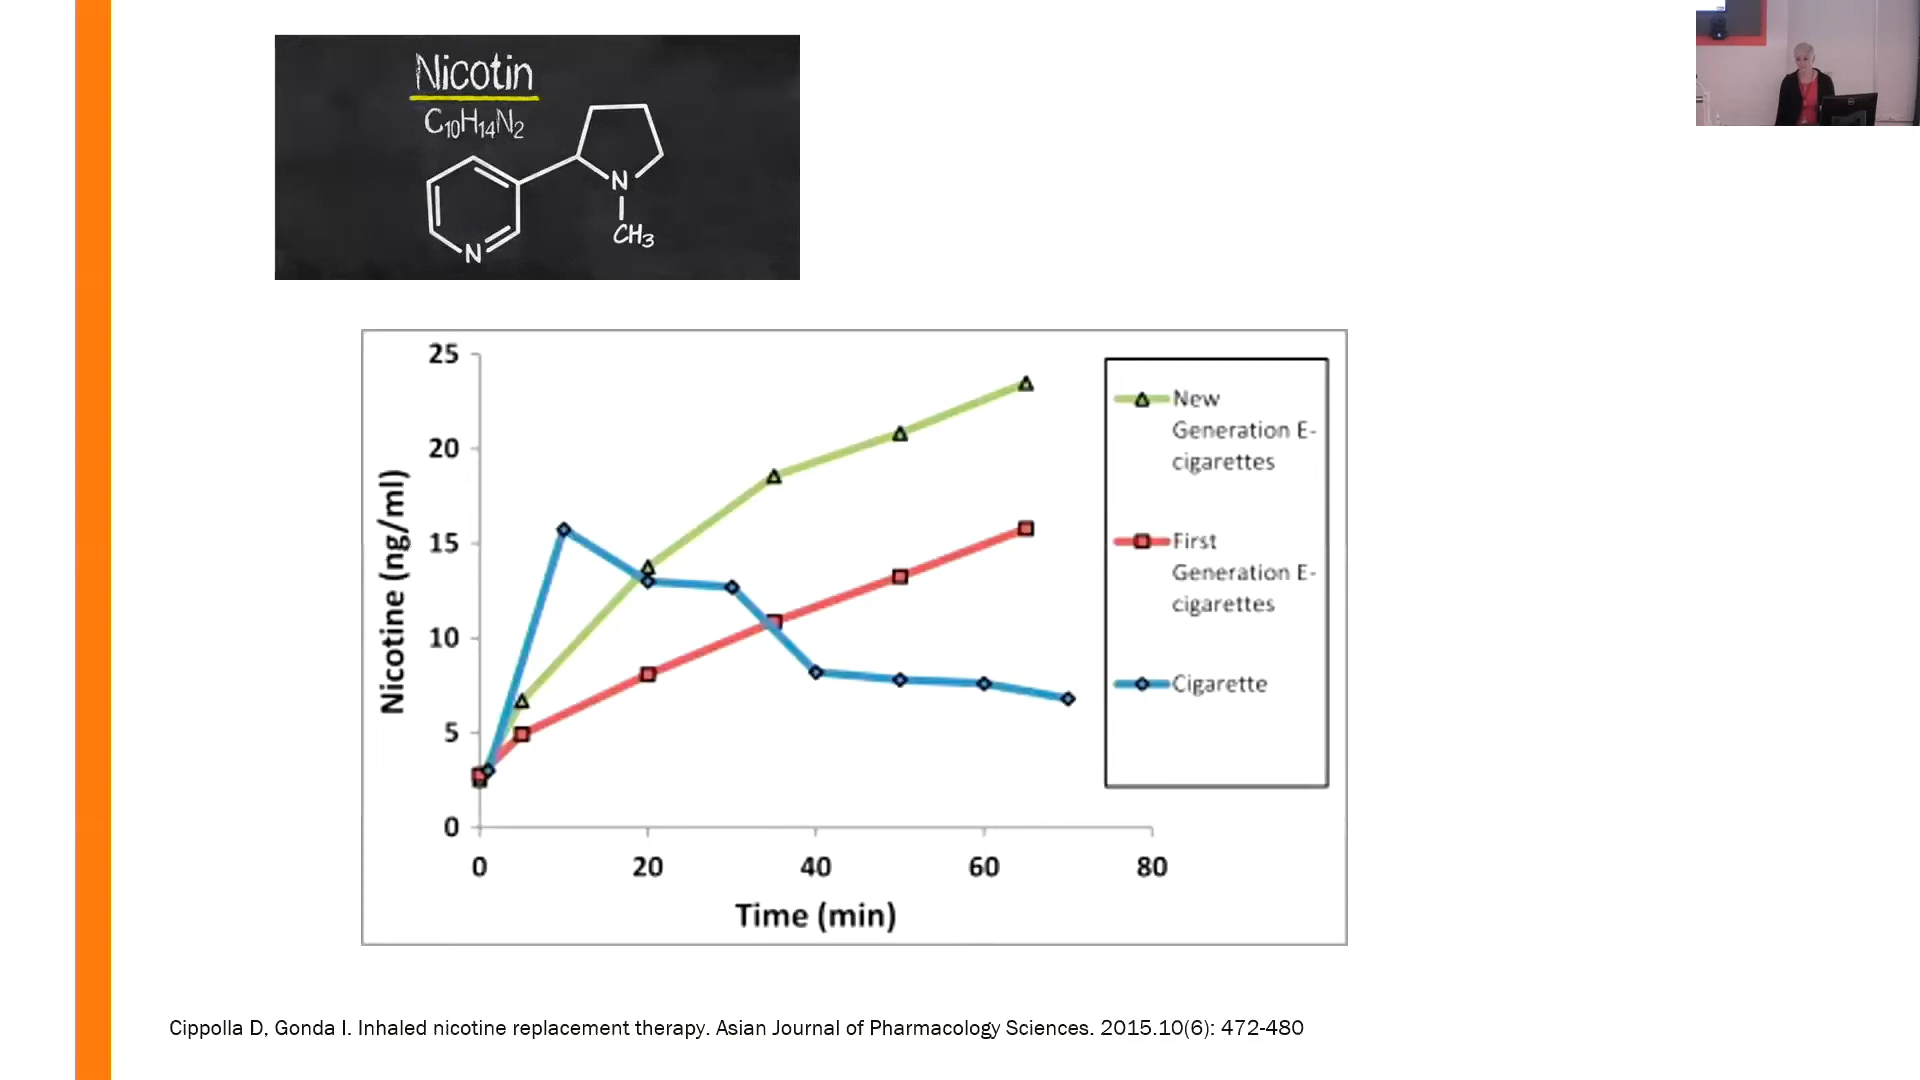 Nicotin
C10H14N2
N
CH3
N
25
20
15
10
5
0
0 20 40 60 80
Nicotine (ng/ml)
Time (min)
New
Generation E-
cigarettes
First
Generation E-
cigarettes
Cigarette
Cippolla D, Gonda I. Inhaled nicotine replacement therapy. Asian Journal of Pharmacology Sciences. 2015.10(6): 472-480